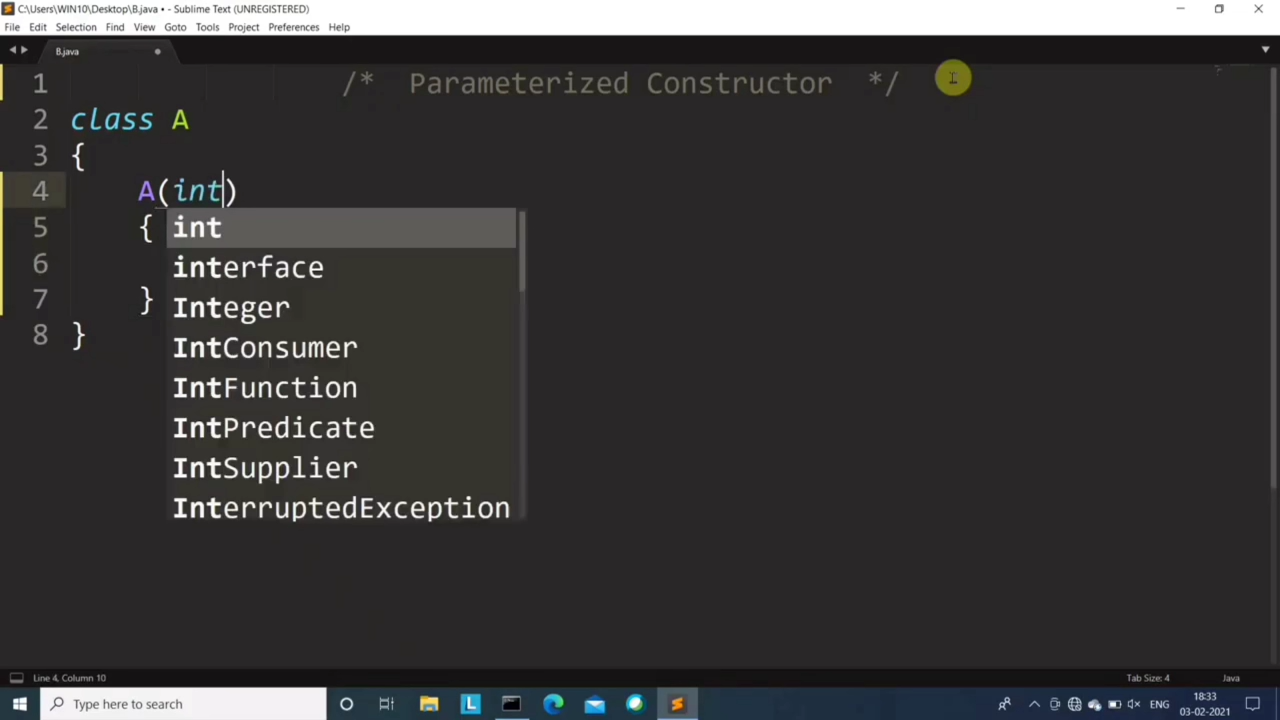 C:\Users\WIN10\Desktop\B.java • - Sublime Text (UNREGISTERED)
File Edit Selection Find View Goto Tools Project Preferences Help
B.java
1 /* Parameterized Constructor */
2 class A
3 {
4 A(int)
5 {
int
interface
6
Integer
7 }
8 }
IntConsumer
IntFunction
IntPredicate
IntSupplier
InterruptedException
Line 4, Column 10 Tab Size: 4 Java
Type here to search L ENG 18:33
03-02-2021